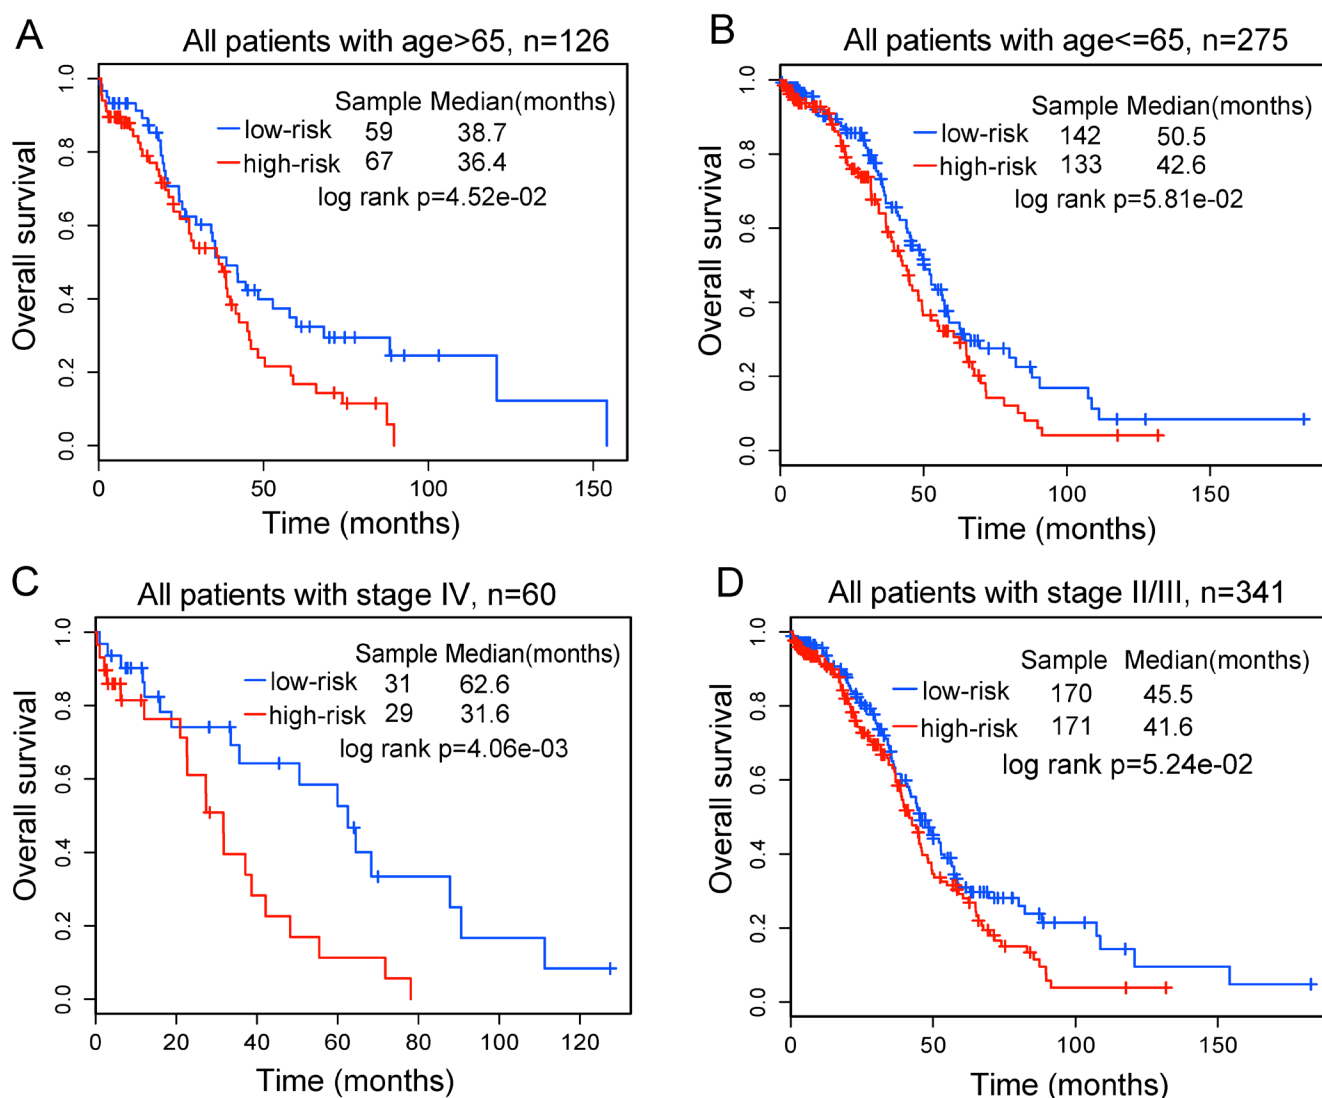 A
All patients with age>65, n=126
Sample Median(months)
low-risk 59 38.7
high-risk 67 36.4
log rank p=4.52e-02
Overall survival
1.0
0.8
0.6
0.4
0.2
0.0
0 50 100 150
Time (months)
B
All patients with age<=65, n=275
Sample Median(months)
low-risk 142 50.5
high-risk 133 42.6
log rank p=5.81e-02
Overall survival
1.0
0.8
0.6
0.4
0.2
0.0
0 50 100 150
Time (months)
C
All patients with stage IV, n=60
Sample Median(months)
low-risk 31 62.6
high-risk 29 31.6
log rank p=4.06e-03
Overall survival
1.0
0.8
0.6
0.4
0.2
0.0
0 20 40 60 80 100 120
Time (months)
D
All patients with stage II/III, n=341
Sample Median(months)
low-risk 170 45.5
high-risk 171 41.6
log rank p=5.24e-02
Overall survival
1.0
0.8
0.6
0.4
0.2
0.0
0 50 100 150
Time (months)